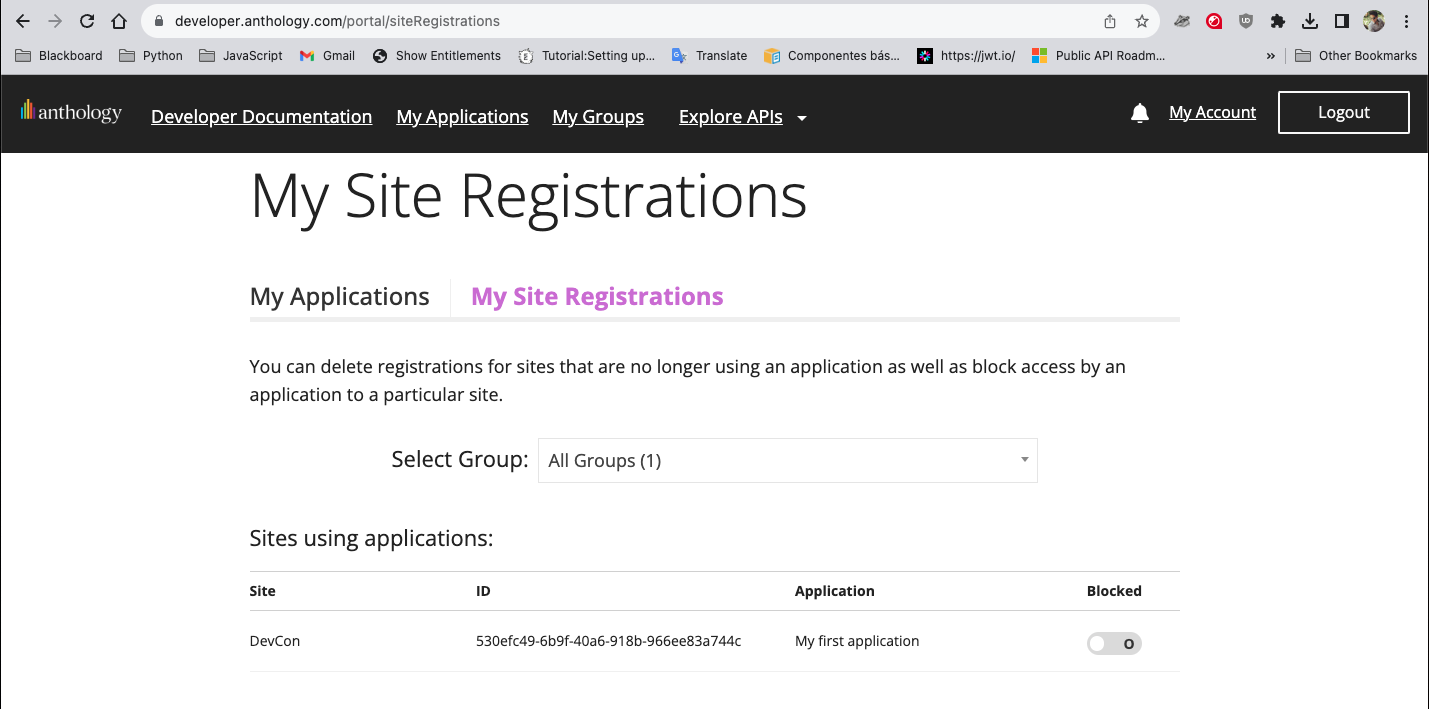 developer.anthology.com/portal/siteRegistrations
Blackboard Python JavaScript Gmail Show Entitlements Tutorial:Setting up... Translate Componentes bás... https://jwt.io/ Public API Roadm... » Other Bookmarks
anthology Developer Documentation My Applications My Groups Explore APIs My Account Logout
My Site Registrations
My Applications My Site Registrations
You can delete registrations for sites that are no longer using an application as well as block access by an
application to a particular site.
Select Group: All Groups (1)
Sites using applications:
Site ID Application Blocked
DevCon 530efc49-6b9f-40a6-918b-966ee83a744c My first application O